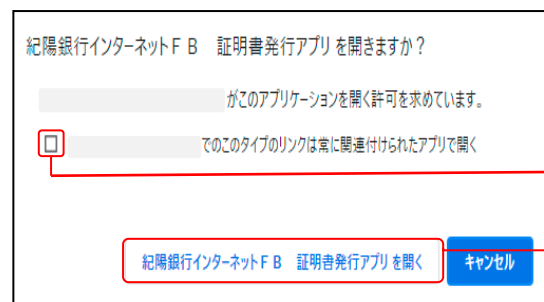 紀陽銀行インターネットＦＢ　証明書発行アプリ を開きますか？
がこのアプリケーションを開く許可を求めています。
でのこのタイプのリンクは常に関連付けられたアプリで開く
紀陽銀行インターネットＦＢ　証明書発行アプリ を開く
キャンセル